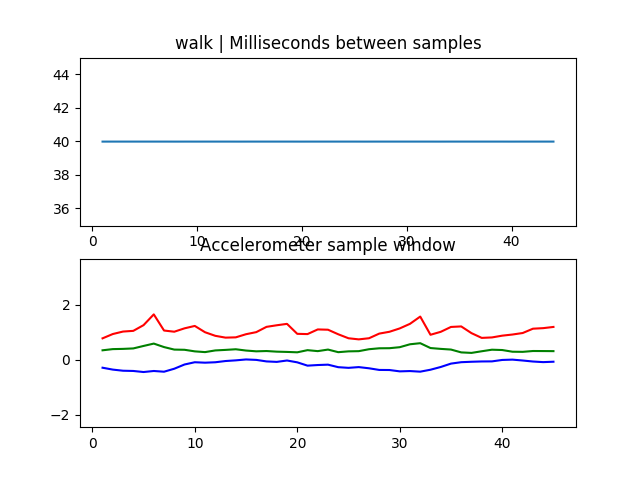 walk | Milliseconds between samples
44
42
40
38
36
0 10 20 30 40
Accelerometer sample window
2
0
−2
0 10 20 30 40